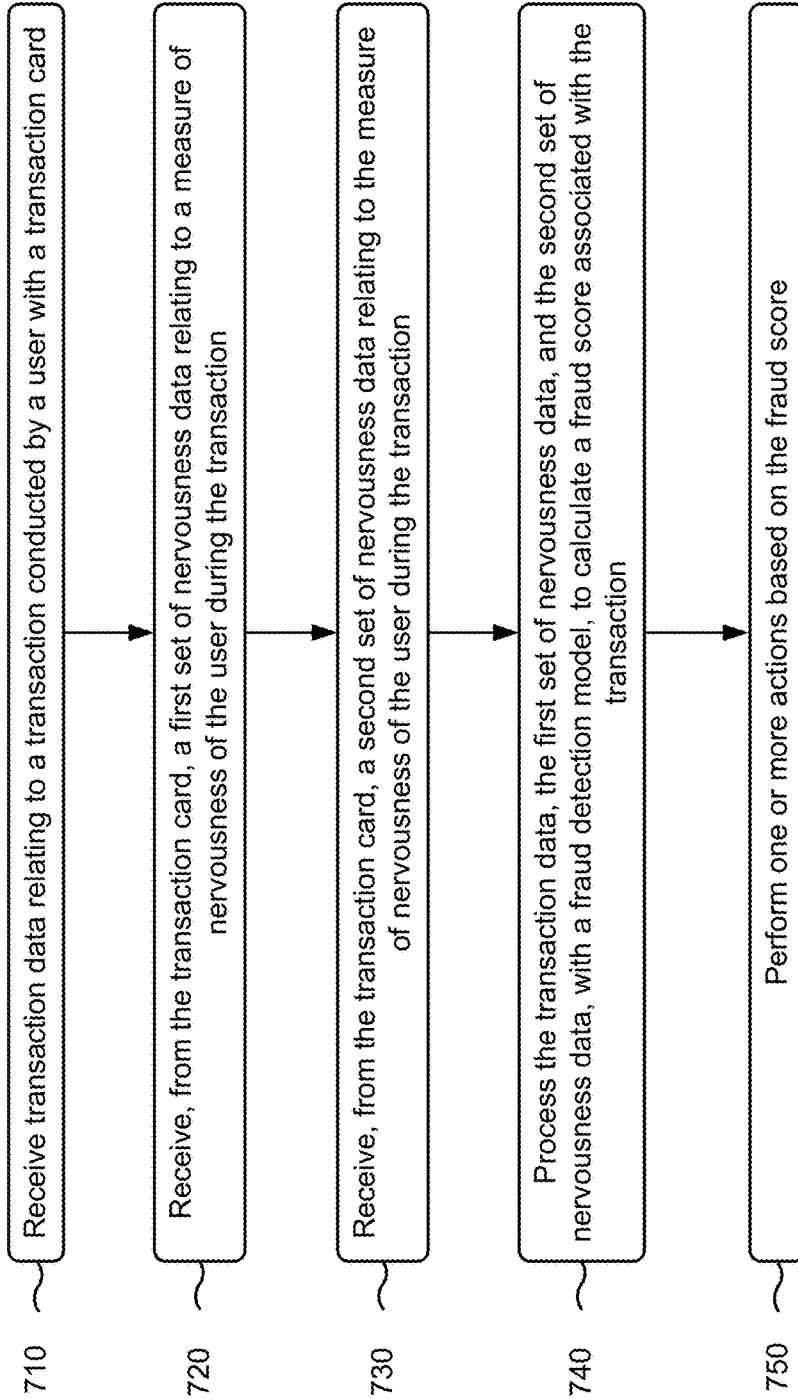 710
Receive transaction data relating to a transaction conducted by a user with a transaction card
720
Receive, from the transaction card, a first set of nervousness data relating to a measure of
nervousness of the user during the transaction
730
Receive, from the transaction card, a second set of nervousness data relating to the measure
of nervousness of the user during the transaction
740
Process the transaction data, the first set of nervousness data, and the second set of
nervousness data, with a fraud detection model, to calculate a fraud score associated with the
transaction
750
Perform one or more actions based on the fraud score